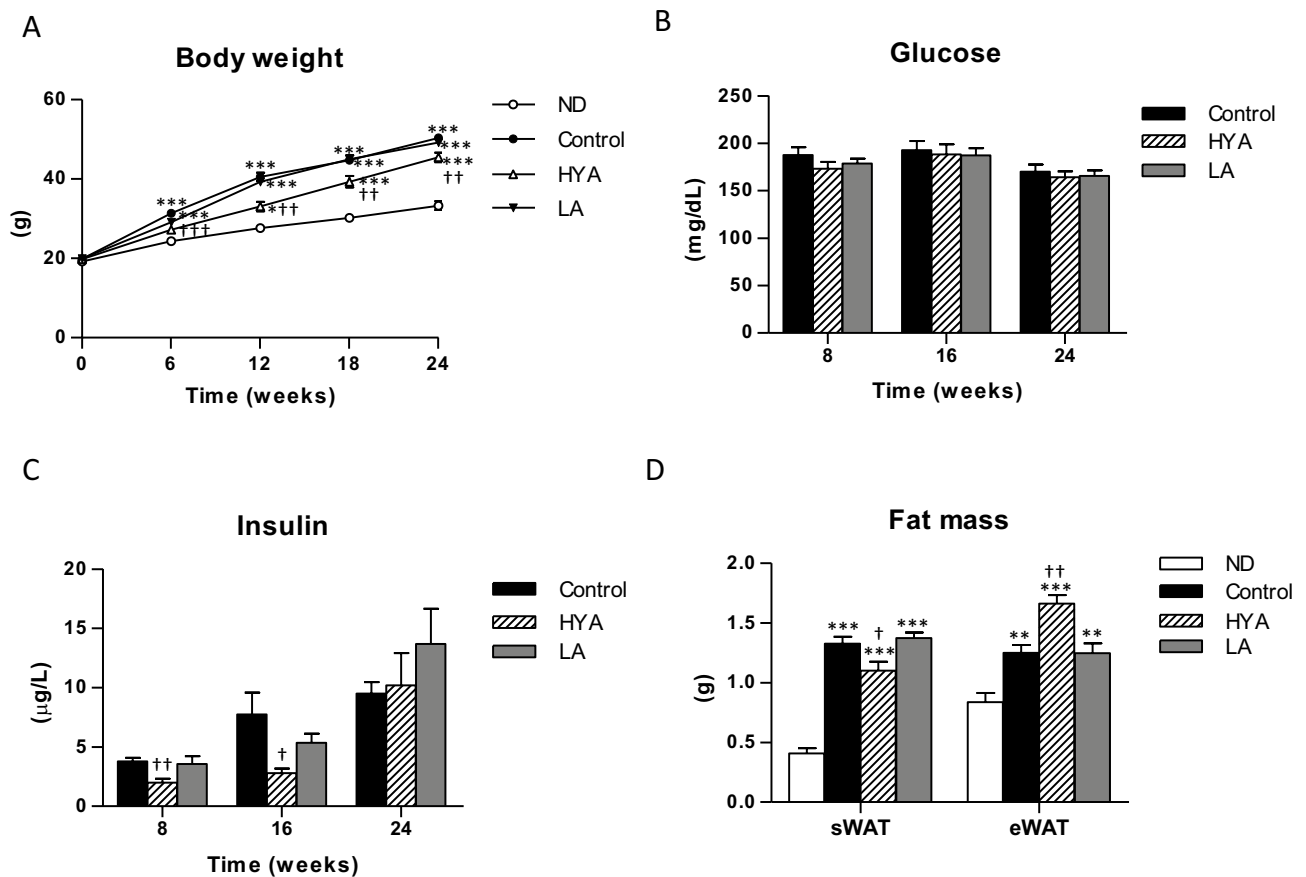 A
Body weight
60
40
20
0
(g)
0 6 12 18 24
Time (weeks)
***
***
†††
***
***
*††
***
***
***
††
***
***
***
††
ND
Control
HYA
LA
B
Glucose
250
200
150
100
50
0
(mg/dL)
8 16 24
Time (weeks)
Control
HYA
LA
C
Insulin
20
15
10
5
0
(μg/L)
††
†
8 16 24
Time (weeks)
Control
HYA
LA
D
Fat mass
2.0
1.5
1.0
0.5
0.0
(g)
***
†
***
***
**
††
***
**
sWAT eWAT
ND
Control
HYA
LA